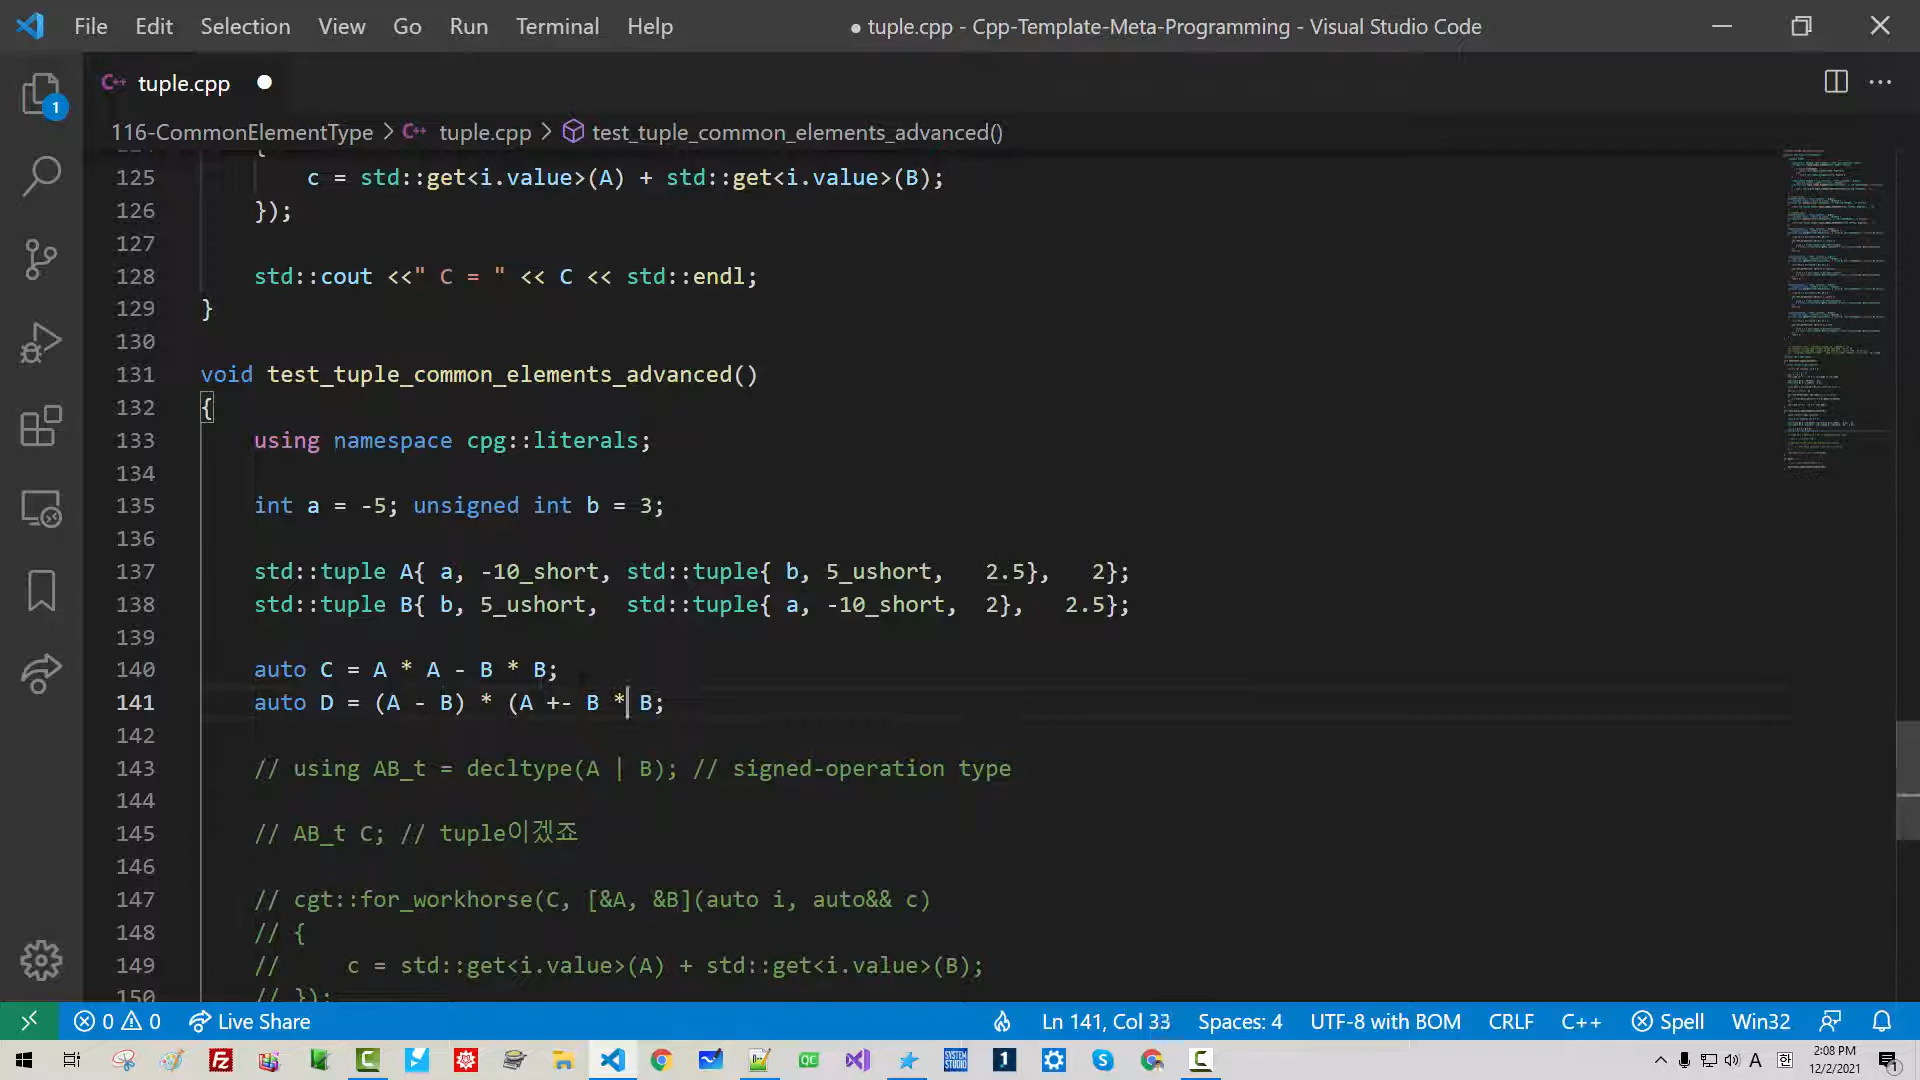 File Edit Selection View Go Run Terminal Help
● tuple.cpp - Cpp-Template-Meta-Programming - Visual Studio Code
C++ tuple.cpp ●
116-CommonElementType > C++ tuple.cpp > test_tuple_common_elements_advanced()
124 {
125 c = std::get<i.value>(A) + std::get<i.value>(B);
126 });
127
128 std::cout <<" C = " << C << std::endl;
129 }
130
131 void test_tuple_common_elements_advanced()
132 {
133 using namespace cpg::literals;
134
135 int a = -5; unsigned int b = 3;
136
137 std::tuple A{ a, -10_short, std::tuple{ b, 5_ushort, 2.5}, 2};
138 std::tuple B{ b, 5_ushort, std::tuple{ a, -10_short, 2}, 2.5};
139
140 auto C = A * A - B * B;
141 auto D = (A - B) * (A +- B * B;
142
143 // using AB_t = decltype(A | B); // signed-operation type
144
145 // AB_t C; // tuple이겠죠
146
147 // cgt::for_workhorse(C, [&A, &B](auto i, auto&& c)
148 // {
149 // c = std::get<i.value>(A) + std::get<i.value>(B);
150 // });
1
0 0 Live Share Ln 141, Col 33 Spaces: 4 UTF-8 with BOM CRLF C++ Spell Win32
A 한 2:08 PM
12/2/2021